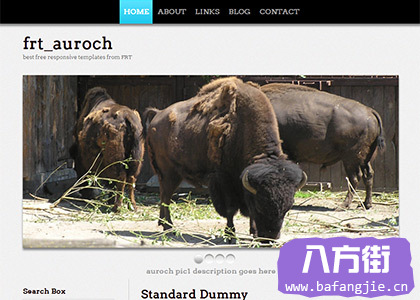 HOME ABOUT LINKS BLOG CONTACT
frt_auroch
best free responsive templates from FRT
auroch pic1 description goes here
八方街
www.bafangjie.cn
Search Box
Standard Dummy